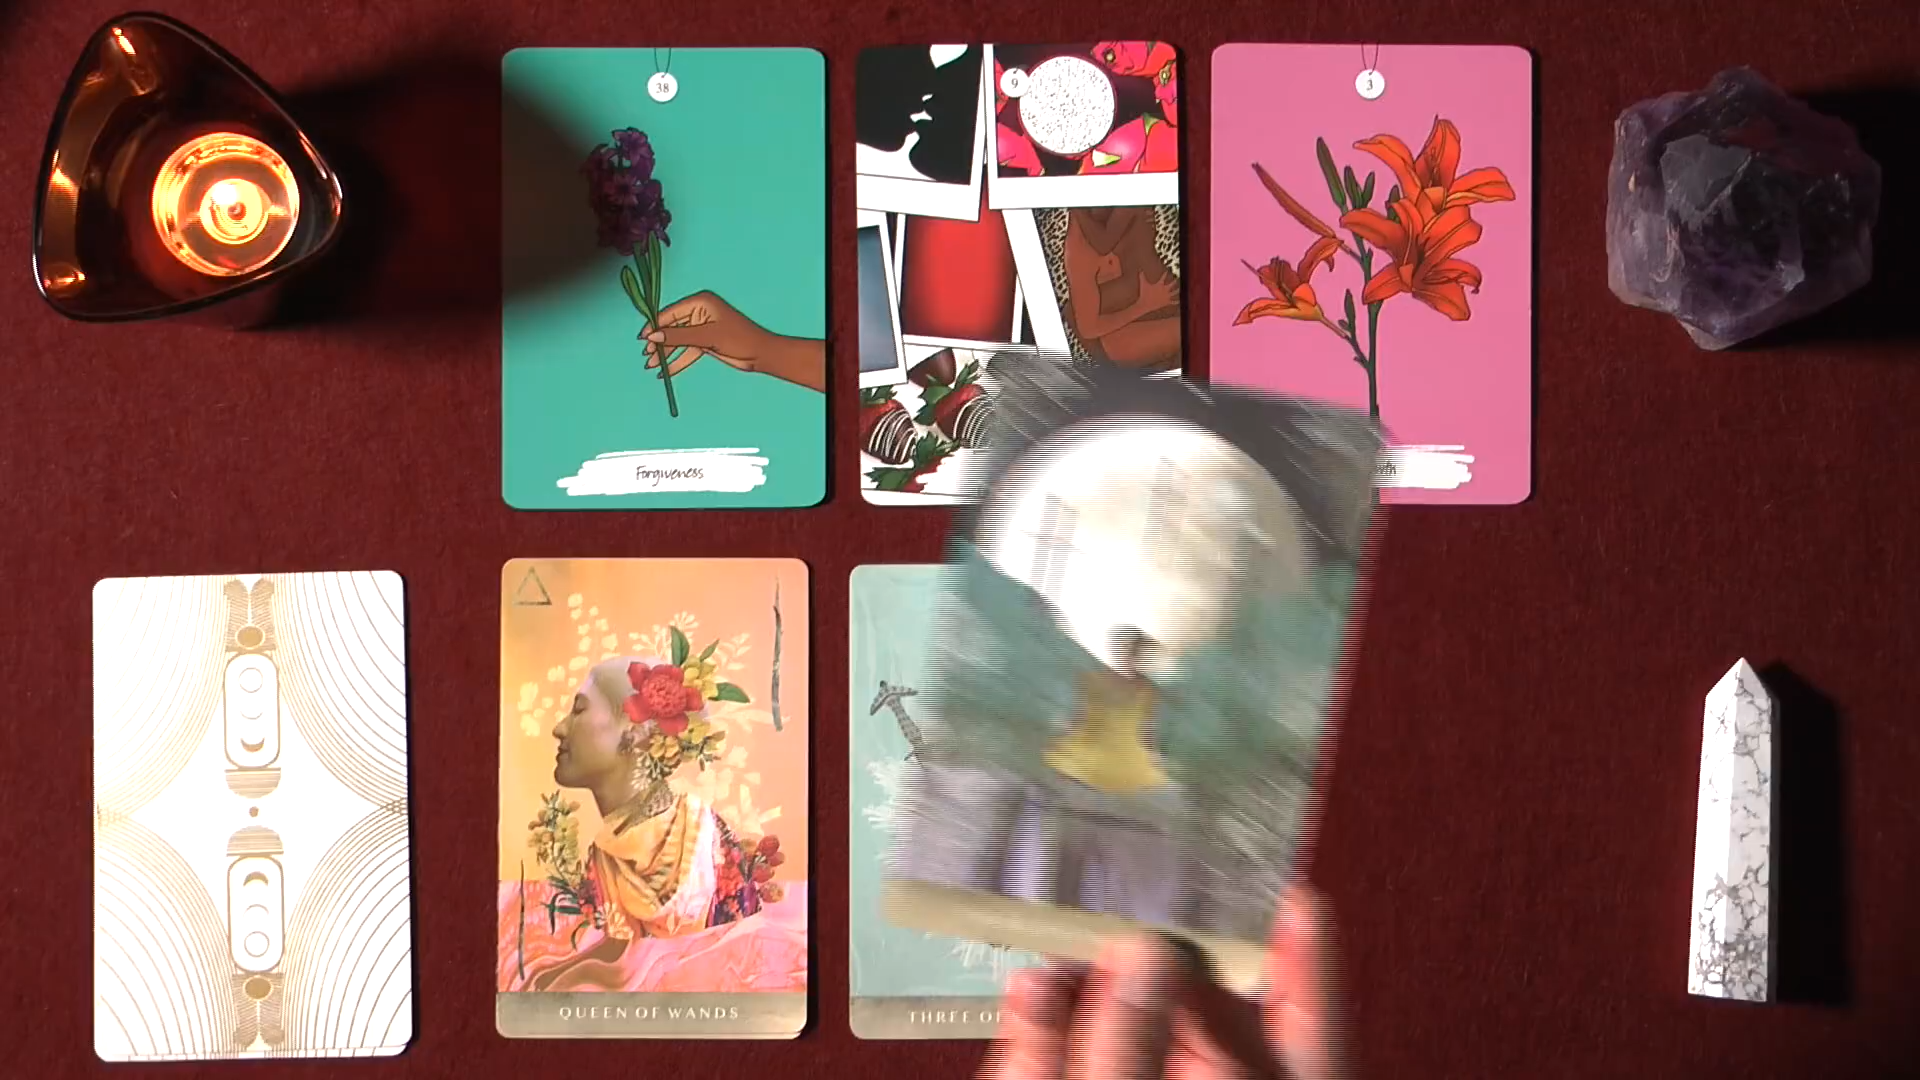 38
9
3
Forgiveness
QUEEN OF WANDS
THREE OF